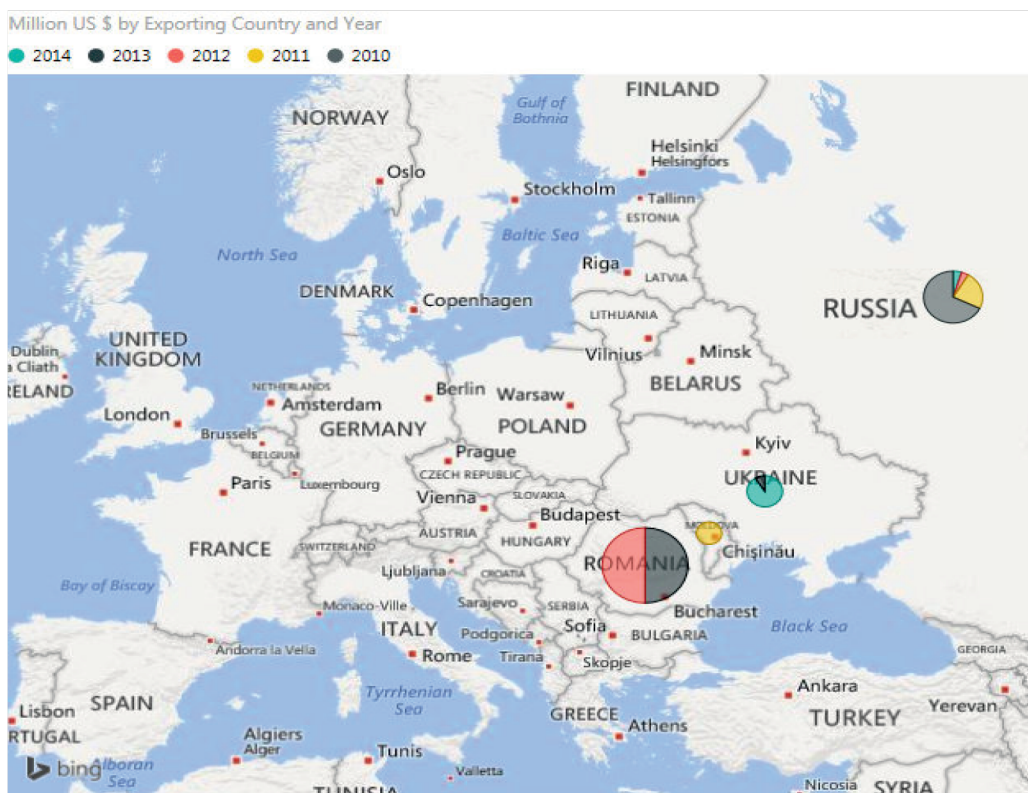 Million US $ by Exporting Country and Year
2014 2013 2012 2011 2010
FINLAND
Gulf of
Bothnia
NORWAY
Helsinki
Helsingfors
Oslo
Stockholm
Tallinn
ESTONIA
Baltic Sea
North Sea
Riga
LATVIA
DENMARK
Copenhagen
RUSSIA
LITHUANIA
UNITED
KINGDOM
Vilnius
Minsk
Dublin
a Cliath
BELARUS
RELAND
NETHERLANDS
Berlin
Warsaw
Amsterdam
London
GERMANY
POLAND
Brussels
BELGIUM
Kyiv
Prague
CZECH REPUBLIC
UKRAINE
Paris
Luxembourg
Vienna
SLOVAKIA
Budapest
MOLDOVA
AUSTRIA
HUNGARY
FRANCE
SWITZERLAND
Chişinău
ROMANIA
Ljubljana
CROATIA
Bay of Biscay
Monaco-Ville
Sarajevo
SERBIA
Bucharest
ITALY
Podgorica
Sofia
BULGARIA
Black Sea
Andorra la Vella
Rome
Tirana
Skopje
GEORGIA
SPAIN
Tyrrhenian
Sea
Ankara
Yerevan
Lisbon
GREECE
Athens
TURKEY
RTUGAL
Algiers
Alger
Tunis
bing
Alboran
Sea
Valletta
TUNISIA
Nicosia
SYRIA